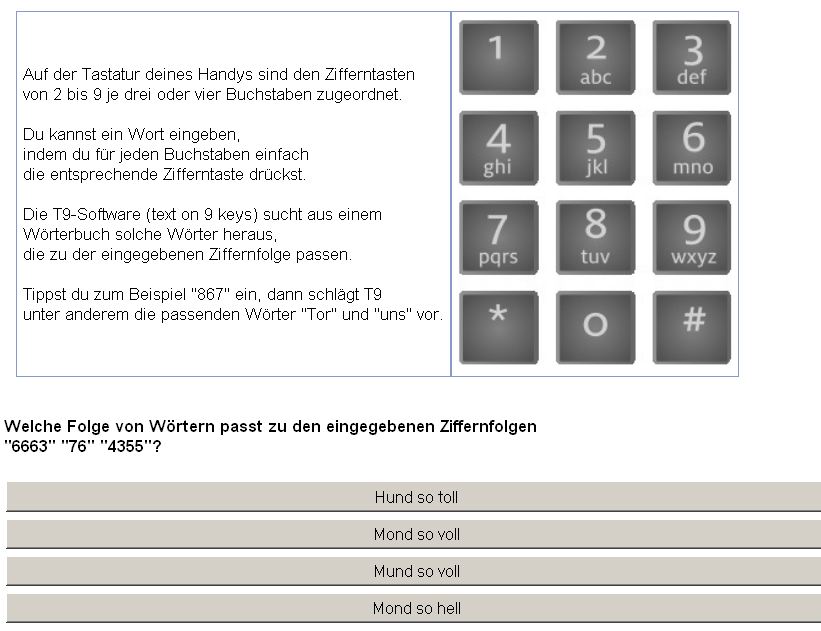 Auf der Tastatur deines Handys sind den Zifferntasten
von 2 bis 9 je drei oder vier Buchstaben zugeordnet.
Du kannst ein Wort eingeben,
indem du für jeden Buchstaben einfach
die entsprechende Zifferntaste drückst.
Die T9-Software (text on 9 keys) sucht aus einem
Wörterbuch solche Wörter heraus,
die zu der eingegebenen Ziffernfolge passen.
Tippst du zum Beispiel "867" ein, dann schlägt T9
unter anderem die passenden Wörter "Tor" und "uns" vor.
1 2 3
abc def
4 5 6
ghi jkl mno
7 8 9
pqrs tuv wxyz
* 0 #
Welche Folge von Wörtern passt zu den eingegebenen Ziffernfolgen
"6663" "76" "4355"?
Hund so toll
Mond so voll
Mund so voll
Mond so hell